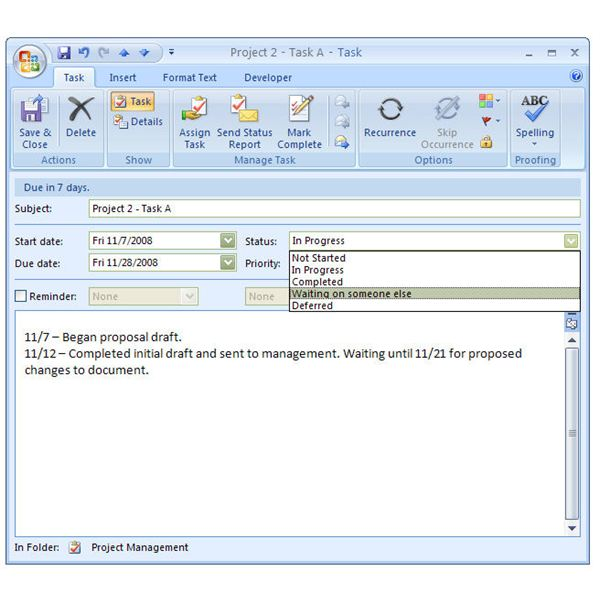 Project 2 - Task A - Task
Task Insert Format Text Developer
Save & Close
Delete
Task
Details
Assign Task
Send Status Report
Mark Complete
Recurrence
Skip Occurrence
ABC
Spelling
Actions Show Manage Task Options Proofing
Due in 7 days.
Subject: Project 2 - Task A
Start date: Fri 11/7/2008 Status: In Progress
Due date: Fri 11/28/2008 Priority:
Not Started
In Progress
Completed
Waiting on someone else
Deferred
Reminder: None None
11/7 – Began proposal draft.
11/12 – Completed initial draft and sent to management. Waiting until 11/21 for proposed
changes to document.
In Folder: Project Management